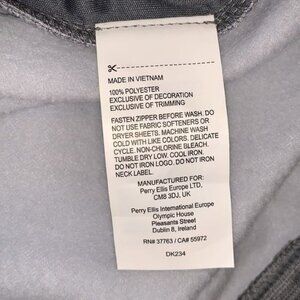 MADE IN VIETNAM
100% POLYESTER
EXCLUSIVE OF DECORATION
EXCLUSIVE OF TRIMMING
FASTEN ZIPPER BEFORE WASH. DO
NOT USE FABRIC SOFTENERS OR
DRYER SHEETS. MACHINE WASH
COLD WITH LIKE COLORS. DELICATE
CYCLE. NON-CHLORINE BLEACH.
TUMBLE DRY LOW. COOL IRON.
DO NOT IRON LOGO. DO NOT IRON
NECK LABEL.
MANUFACTURED FOR:
Perry Ellis Europe LTD,
CM8 3DJ, UK
Perry Ellis International Europe
Olympic House
Pleasants Street
Dublin 8, Ireland
RN# 37763 / CA# 55972
DK234